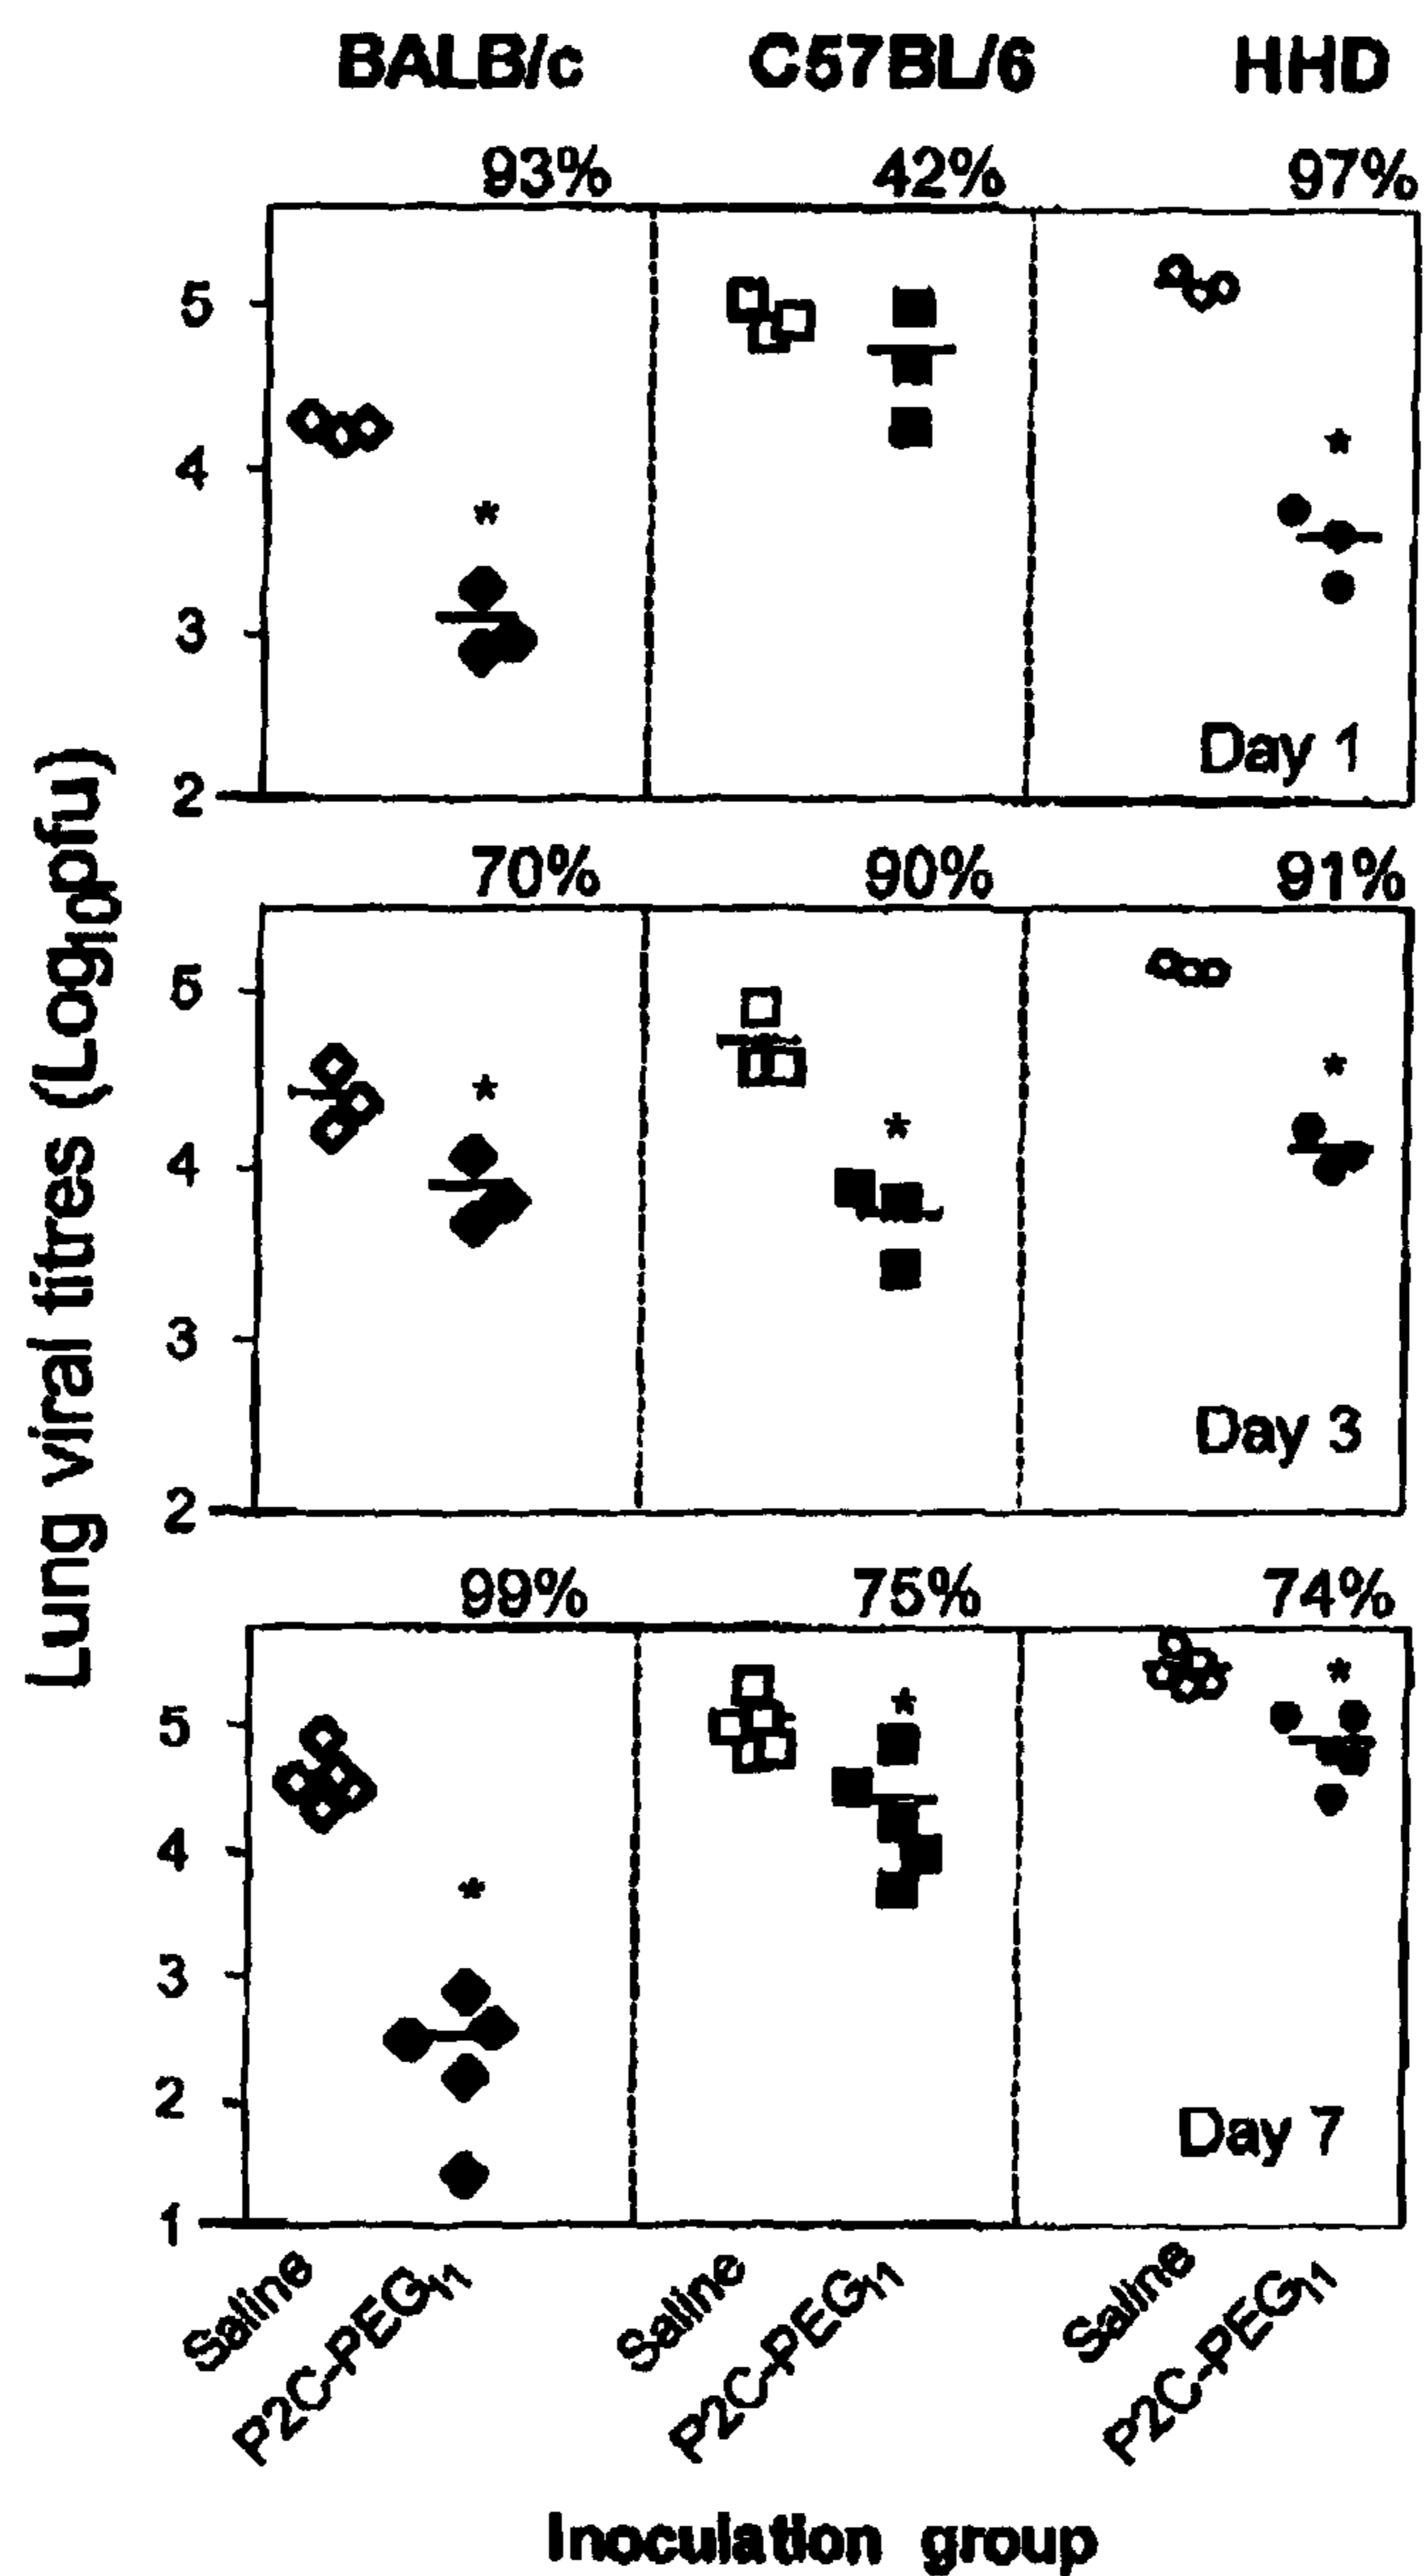 BALB/c C57BL/6 HHD
93% 42% 97%
5
4
3
2
Day 1
70% 90% 91%
5
4
3
2
Day 3
99% 75% 74%
5
4
3
2
1
Day 7
Lung viral titres (Log10pfu)
Saline P2C-PEG11 Saline P2C-PEG11 Saline P2C-PEG11
Inoculation group